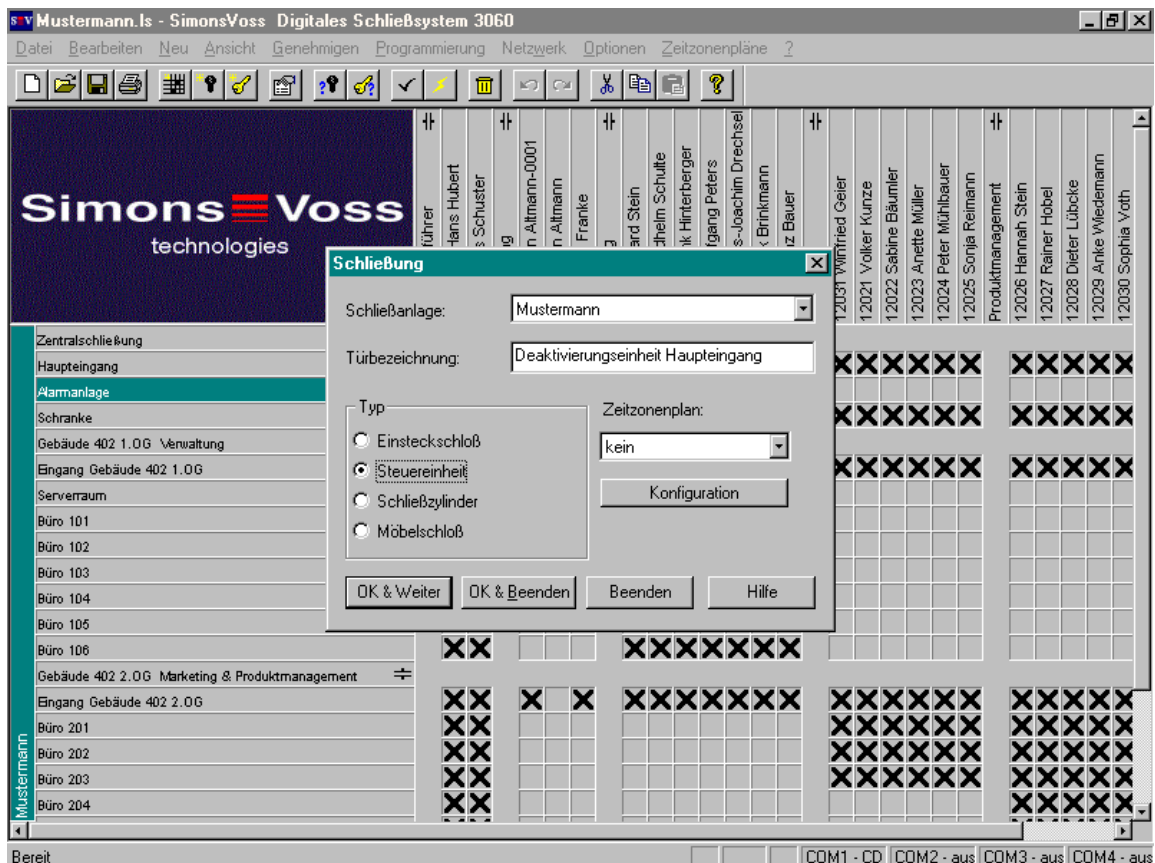 Mustermann.ls - SimonsVoss Digitales Schließsystem 3060
Datei Bearbeiten Neu Ansicht Genehmigen Programmierung Netzwerk Optionen Zeitzonenpläne ?
Simons Voss
technologies
Hans Hubert
Schuster
Altmann-0001
Altmann
Franke
Stein
Schulte
Hinterberger
Peters
Drechsel
Brinkmann
Bauer
12031 Winfried Geier
12021 Volker Kunze
12022 Sabine Bäumler
12023 Anette Müller
12024 Peter Mühlbauer
12025 Sonja Reimann
Produktmanagement
12026 Hannah Stein
12027 Rainer Hobel
12028 Dieter Lübcke
12029 Anke Wiedemann
12030 Sophia Voth
Schließung
Schließanlage: Mustermann
Türbezeichnung: Deaktivierungseinheit Haupteingang
Typ
Einsteckschloß
Steuereinheit
Schließzylinder
Möbelschloß
Zeitzonenplan:
kein
Konfiguration
OK & Weiter OK & Beenden Beenden Hilfe
Mustermann
Zentralschließung
Haupteingang
Alarmanlage
Schranke
Gebäude 402 1.OG Verwaltung
Eingang Gebäude 402 1.OG
Serverraum
Büro 101
Büro 102
Büro 103
Büro 104
Büro 105
Büro 106
Gebäude 402 2.OG Marketing & Produktmanagement
Eingang Gebäude 402 2.OG
Büro 201
Büro 202
Büro 203
Büro 204
Bereit
COM1 - CD COM2 - aus COM3 - aus COM4 - aus